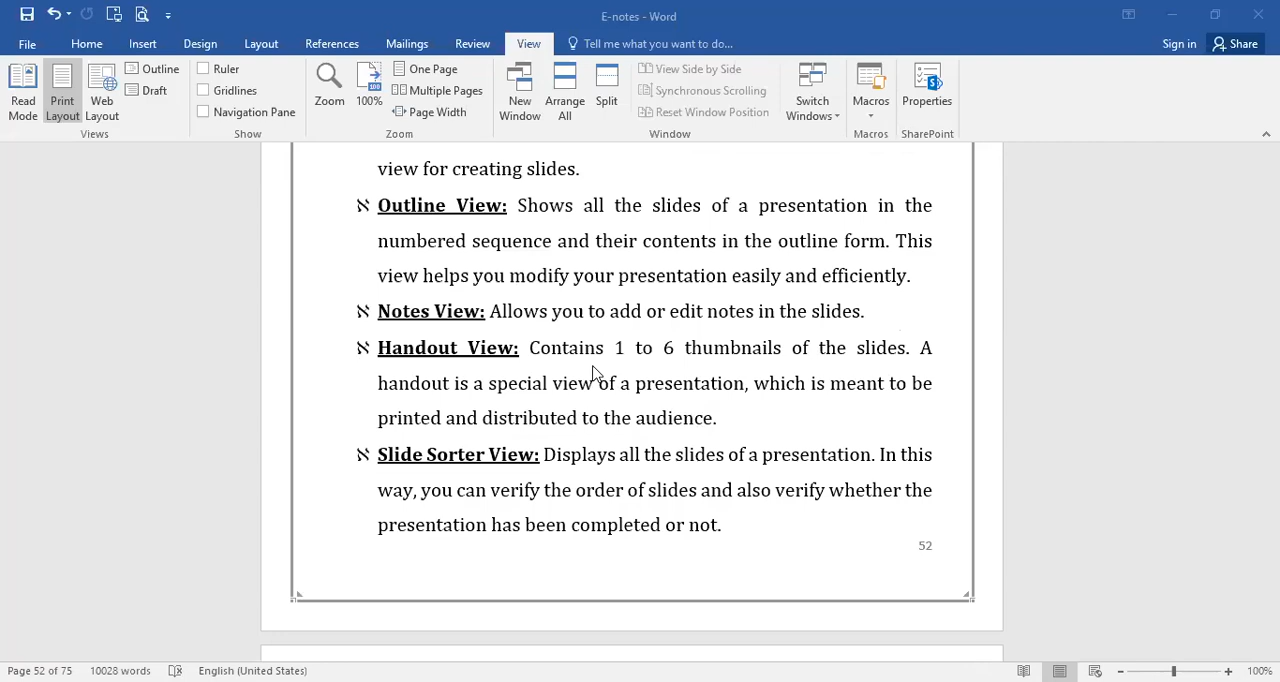 E-notes - Word
File Home Insert Design Layout References Mailings Review View Tell me what you want to do... Sign in Share
Read Mode
Print Layout
Web Layout
Outline
Draft
Views
Ruler
Gridlines
Navigation Pane
Show
Zoom
100
100%
One Page
Multiple Pages
Page Width
Zoom
New Window
Arrange All
Split
View Side by Side
Synchronous Scrolling
Reset Window Position
Window
Switch Windows
Macros
Macros
Properties
SharePoint
view for creating slides.
ℵ Outline View: Shows all the slides of a presentation in the
numbered sequence and their contents in the outline form. This
view helps you modify your presentation easily and efficiently.
ℵ Notes View: Allows you to add or edit notes in the slides.
ℵ Handout View: Contains 1 to 6 thumbnails of the slides. A
handout is a special view of a presentation, which is meant to be
printed and distributed to the audience.
ℵ Slide Sorter View: Displays all the slides of a presentation. In this
way, you can verify the order of slides and also verify whether the
presentation has been completed or not.
52
Page 52 of 75 10028 words English (United States) 100%